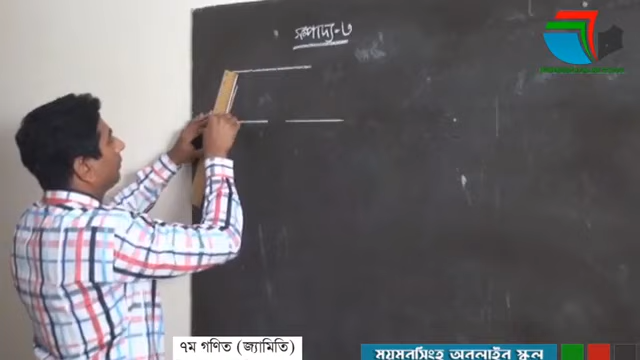 সম্পাদ্য-৩
৭ম গণিত (জ্যামিতি)
ময়মনসিংহ অনলাইন স্কুল